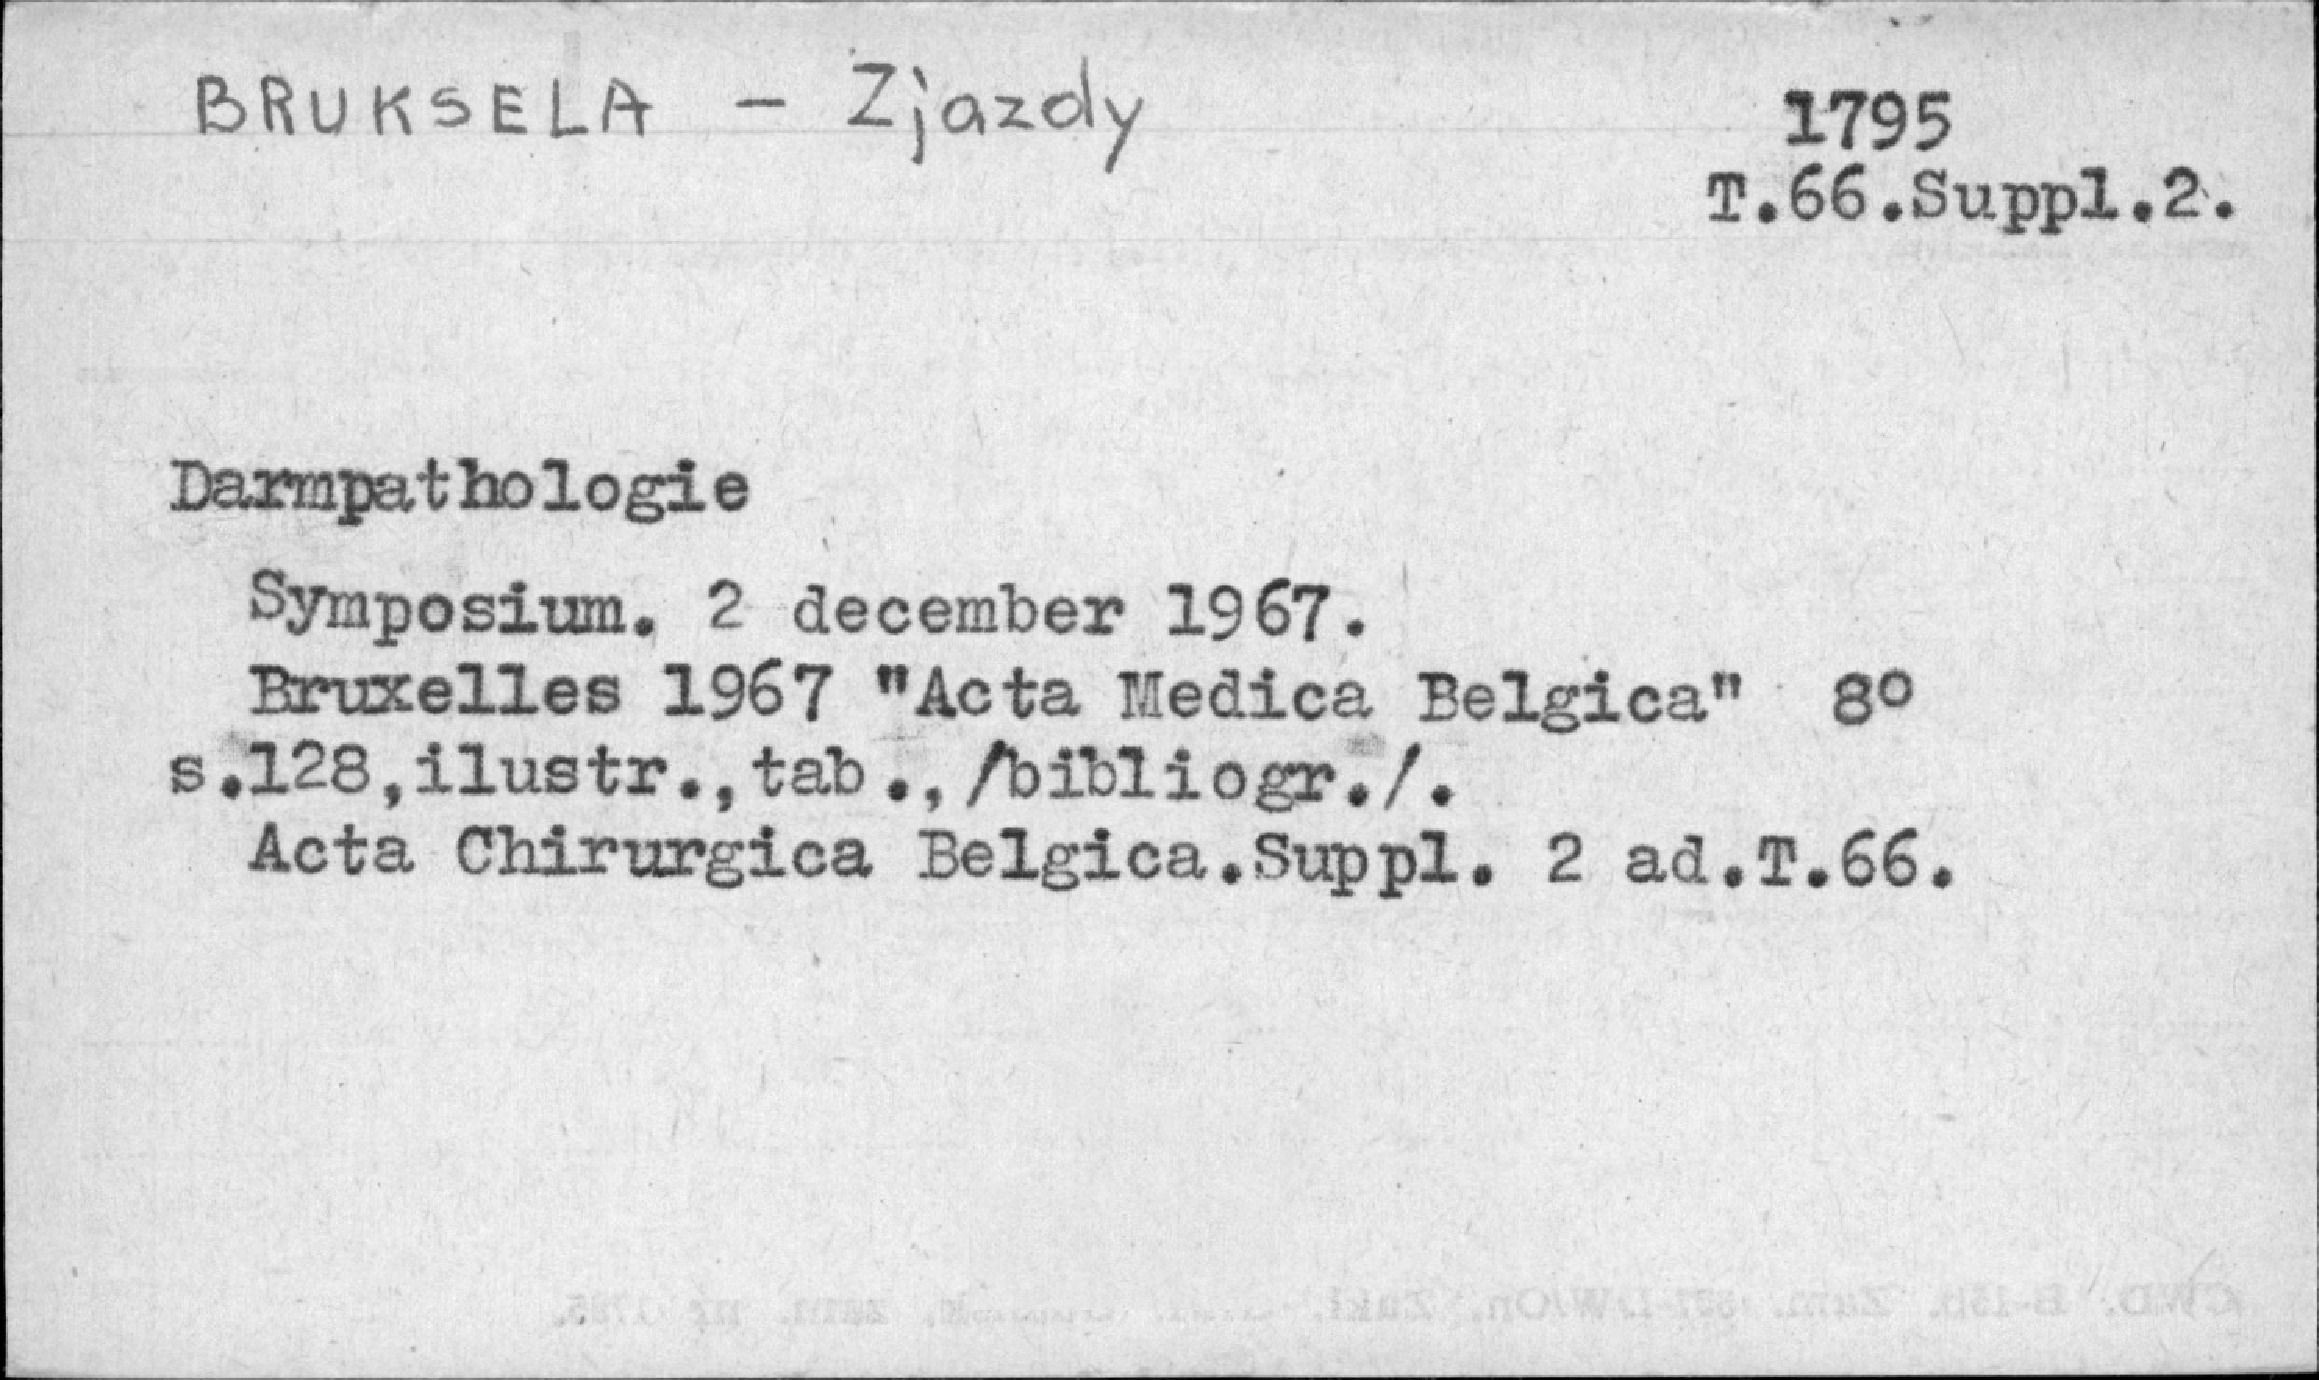 BRUKSELA - Zjazdy
1795
T.66.Suppl.2.
Darmpathologie
Symposium. 2 december 1967.
Bruxelles 1967 "Acta Medica Belgica" 8º
s.128,ilustr.,tab.,/bibliogr./.
Acta Chirurgica Belgica.Suppl. 2 ad.T.66.